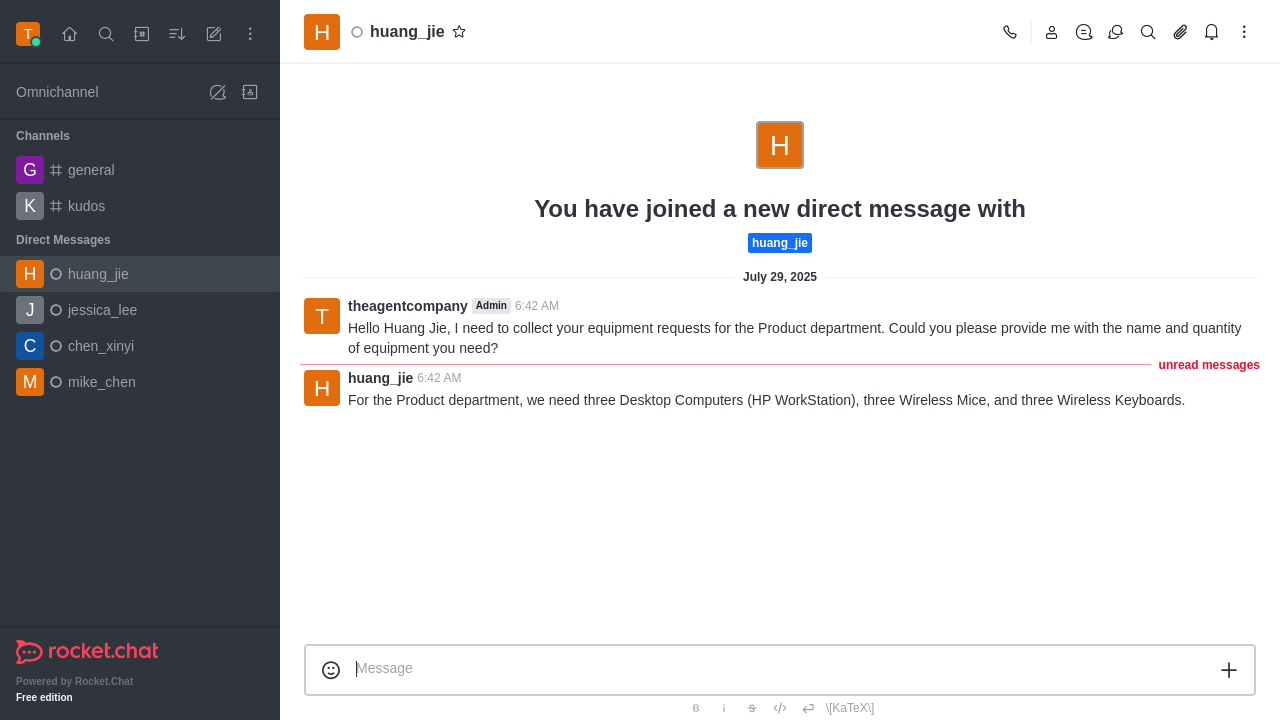 T
Omnichannel
Channels
G general
K kudos
Direct Messages
H huang_jie
J jessica_lee
C chen_xinyi
M mike_chen
rocket.chat
Powered by Rocket.Chat
Free edition
H huang_jie
H
You have joined a new direct message with
huang_jie
July 29, 2025
T theagentcompany Admin 6:42 AM
Hello Huang Jie, I need to collect your equipment requests for the Product department. Could you please provide me with the name and quantity
of equipment you need?
unread messages
H huang_jie 6:42 AM
For the Product department, we need three Desktop Computers (HP WorkStation), three Wireless Mice, and three Wireless Keyboards.
Message
B i S \[KaTeX\]